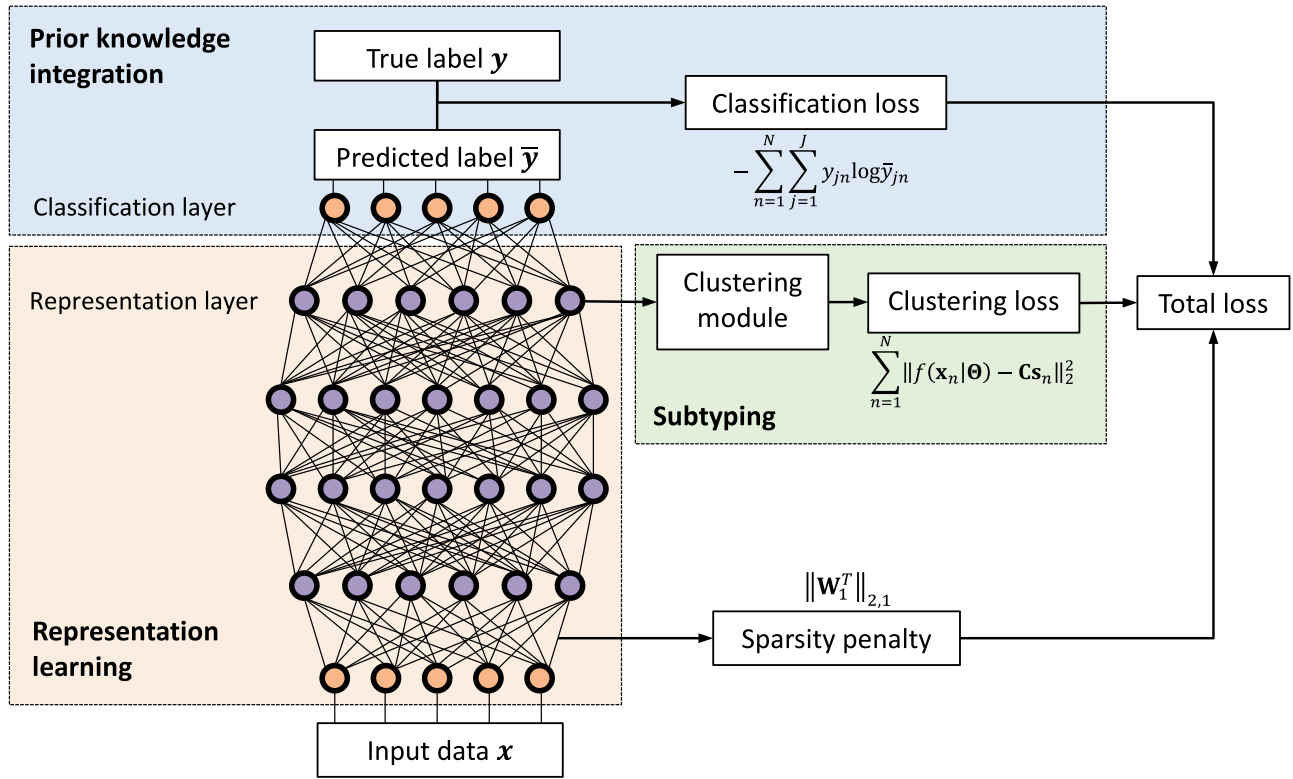 Prior knowledge
integration
True label y
Classification loss
Predicted label ȳ
− ∑_{n=1}^{N} ∑_{j=1}^{J} y_{jn} log ȳ_{jn}
Classification layer
Representation layer
Clustering
module
Clustering loss
Total loss
∑_{n=1}^{N} ‖f(x_n|Θ) − Cs_n‖_2^2
Subtyping
‖W_1^T‖_{2,1}
Sparsity penalty
Representation
learning
Input data x